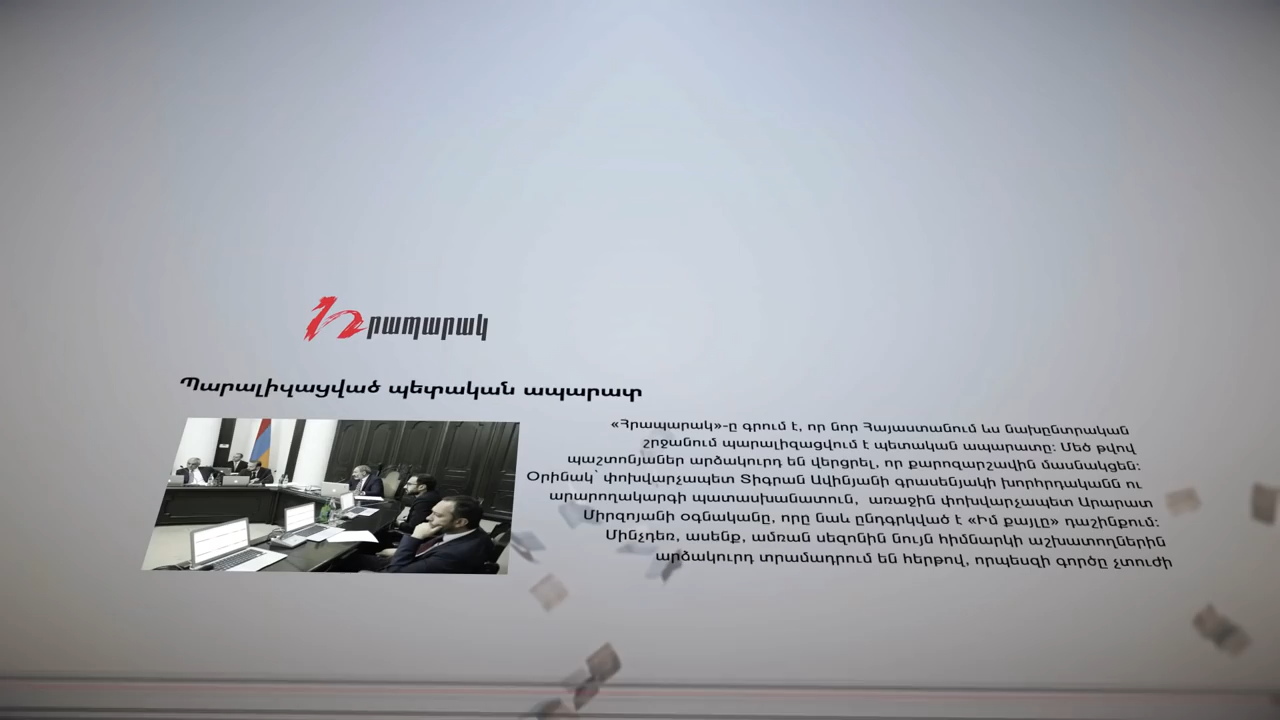 Հրապարակ
Պարալիզացված պետական ապարատ
«Հրապարակ»-ը գրում է, որ նոր Հայաստանում ևս նախընտրական
շրջանում պարալիզացվում է պետական ապարատը: Մեծ թվով
պաշտոնյաներ արձակուրդ են վերցրել, որ քարոզարշավին մասնակցեն:
Օրինակ՝ փոխվարչապետ Տիգրան Ավինյանի գրասենյակի խորհրդականն ու
արարողակարգի պատասխանատուն, առաջին փոխվարչապետ Արարատ
Միրզոյանի օգնականը, որը նաև ընդգրկված է «Իմ քայլը» դաշինքում:
Մինչդեռ, ասենք, ամռան սեզոնին նույն հիմնարկի աշխատողներին
արձակուրդ տրամադրում են հերթով, որպեսզի գործը չտուժի